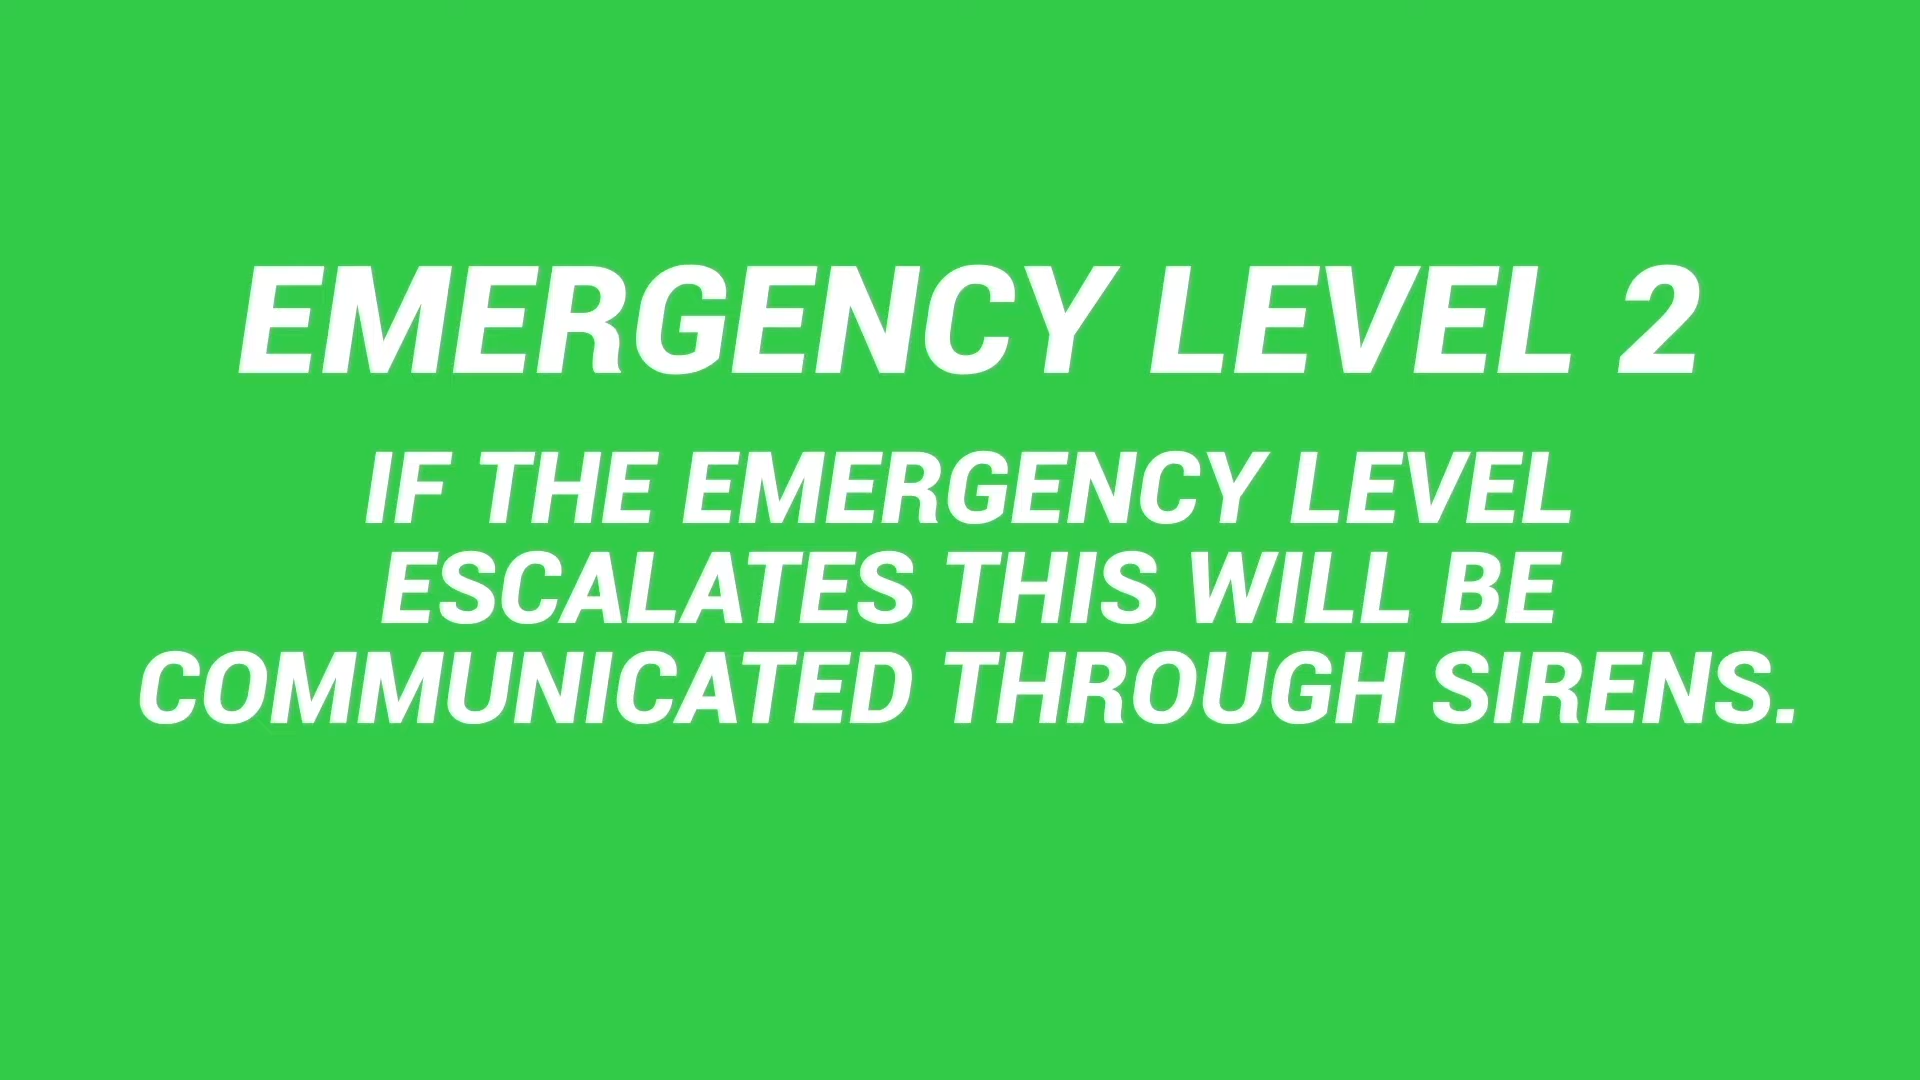 EMERGENCY LEVEL 2
IF THE EMERGENCY LEVEL
ESCALATES THIS WILL BE
COMMUNICATED THROUGH SIRENS.